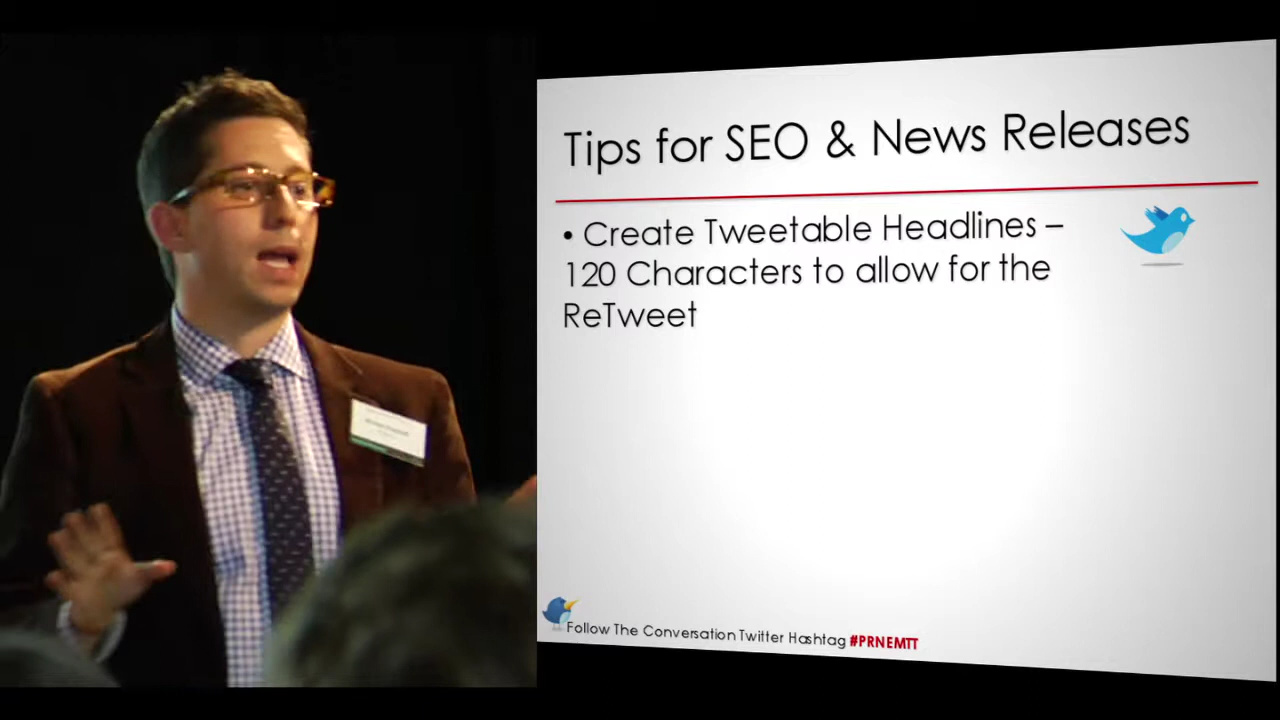 Tips for SEO & News Releases
• Create Tweetable Headlines –
120 Characters to allow for the
ReTweet
Follow The Conversation Twitter Hashtag #PRNEMTT